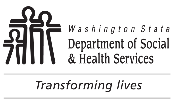 Washington State
Department of Social
& Health Services
Transforming lives